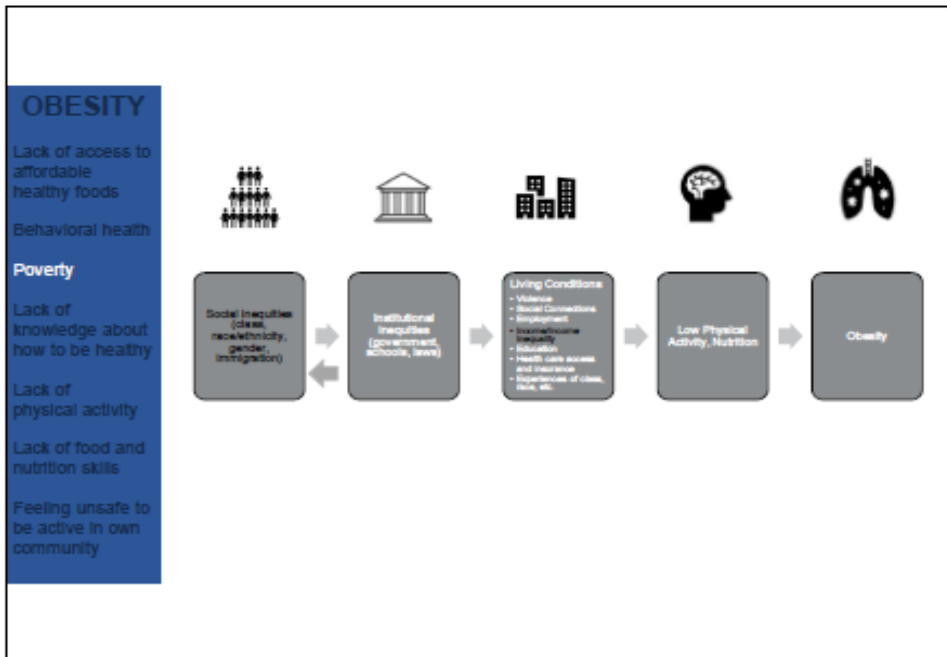 OBESITY
Lack of access to
affordable
healthy foods
Behavioral health
Poverty
Lack of
knowledge about
how to be healthy
Lack of
physical activity
Lack of food and
nutrition skills
Feeling unsafe to
be active in own
community
Social Inequities
(class,
race/ethnicity,
gender,
immigration)
Institutional
Inequities
(government,
schools, laws)
Living Conditions
• Violence
• Social Connections
• Employment
• Income/Income
Inequality
• Education
• Health care access
and insurance
• Experiences of class,
race, etc.
Low Physical
Activity, Nutrition
Obesity